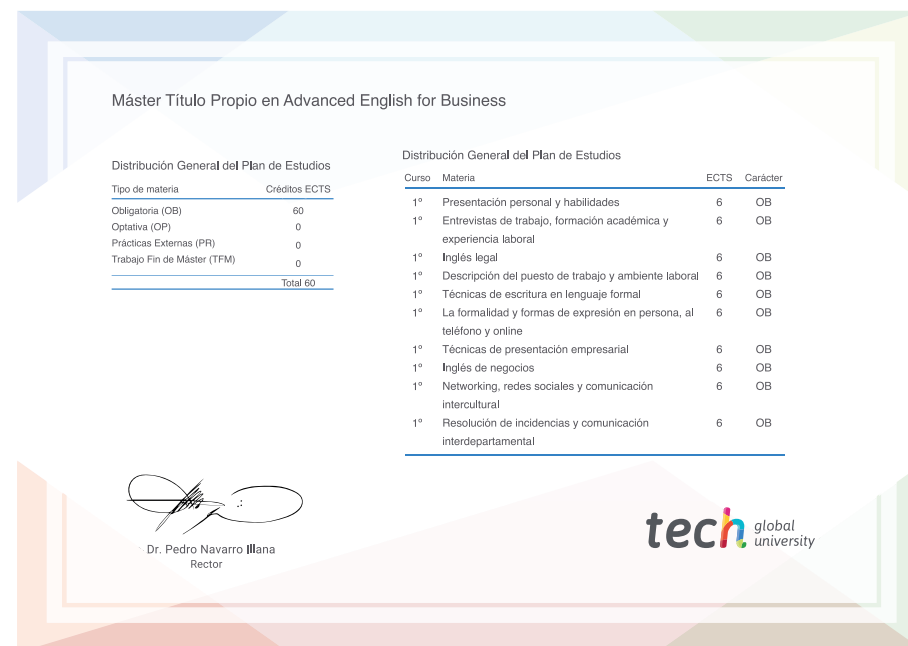 Máster Título Propio en Advanced English for Business
Distribución General del Plan de Estudios
Tipo de materia Créditos ECTS
Obligatoria (OB) 60
Optativa (OP) 0
Prácticas Externas (PR) 0
Trabajo Fin de Máster (TFM) 0
Total 60
Distribución General del Plan de Estudios
Curso Materia ECTS Carácter
1º Presentación personal y habilidades 6 OB
1º Entrevistas de trabajo, formación académica y 6 OB
experiencia laboral
1º Inglés legal 6 OB
1º Descripción del puesto de trabajo y ambiente laboral 6 OB
1º Técnicas de escritura en lenguaje formal 6 OB
1º La formalidad y formas de expresión en persona, al 6 OB
teléfono y online
1º Técnicas de presentación empresarial 6 OB
1º Inglés de negocios 6 OB
1º Networking, redes sociales y comunicación 6 OB
intercultural
1º Resolución de incidencias y comunicación 6 OB
interdepartamental
Dr. Pedro Navarro Illana
Rector
tech global
university